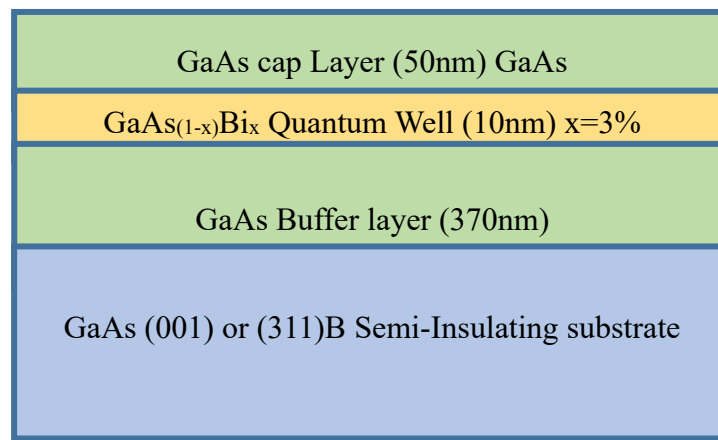 GaAs cap Layer (50nm) GaAs
GaAs₍₁₋ₓ₎Biₓ Quantum Well (10nm) x=3%
GaAs Buffer layer (370nm)
GaAs (001) or (311)B Semi-Insulating substrate